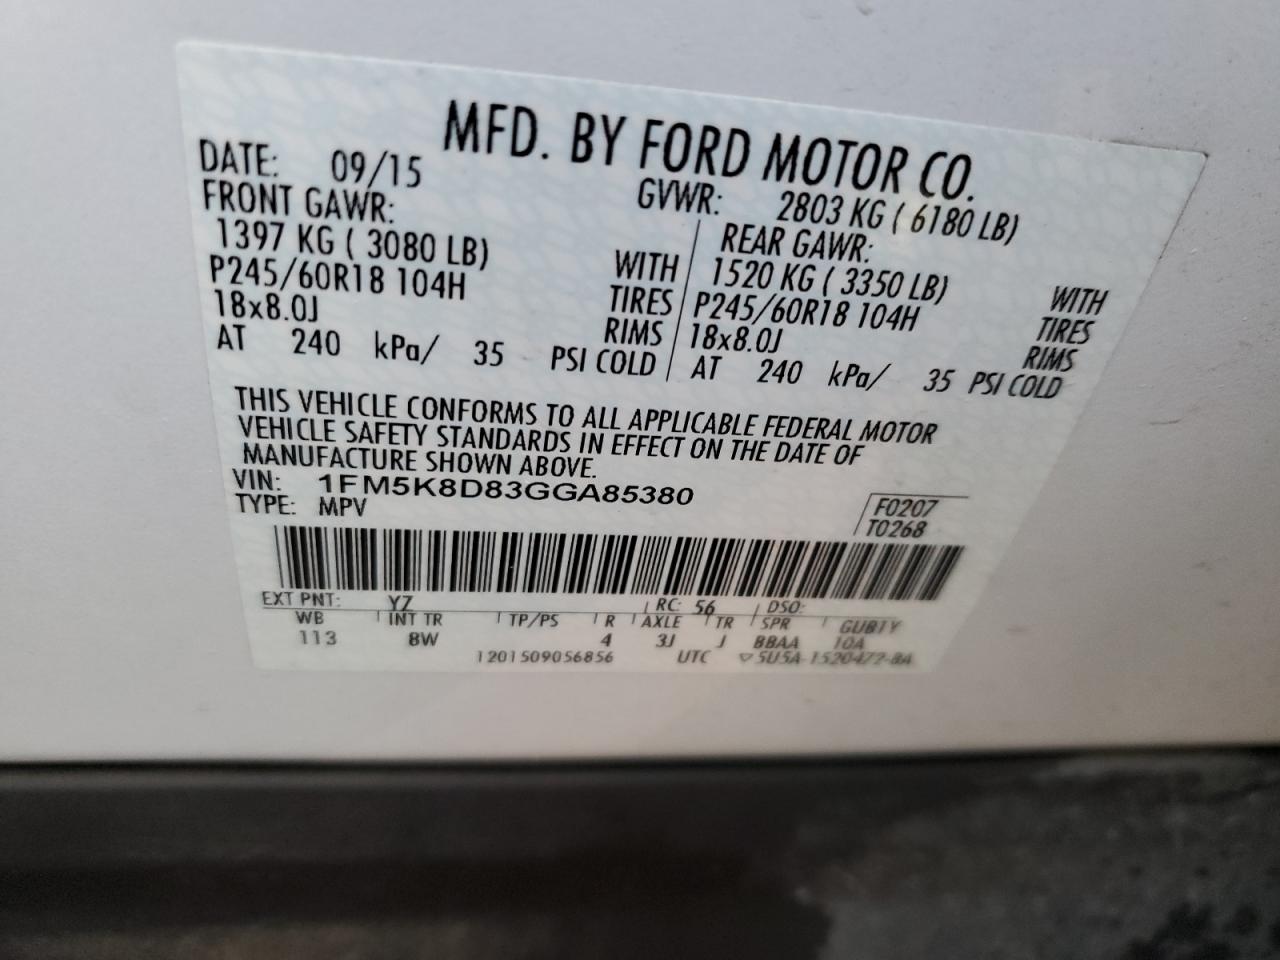 MFD. BY FORD MOTOR CO.
DATE: 09/15 GVWR: 2803 KG ( 6180 LB)
FRONT GAWR: REAR GAWR:
1397 KG ( 3080 LB) WITH 1520 KG ( 3350 LB) WITH
P245/60R18 104H TIRES P245/60R18 104H TIRES
18x8.0J RIMS 18x8.0J RIMS
AT 240 kPa/ 35 PSI COLD AT 240 kPa/ 35 PSI COLD
THIS VEHICLE CONFORMS TO ALL APPLICABLE FEDERAL MOTOR
VEHICLE SAFETY STANDARDS IN EFFECT ON THE DATE OF
MANUFACTURE SHOWN ABOVE.
VIN: 1FM5K8D83GGA85380
TYPE: MPV F0207
T0268
EXT PNT: YZ RC: 56 DSO:
WB INT TR TP/PS R AXLE TR SPR GUB1Y
113 8W 4 3J J BBAA 10A
1201509056856 UTC ▽5U5A-1520472-BA